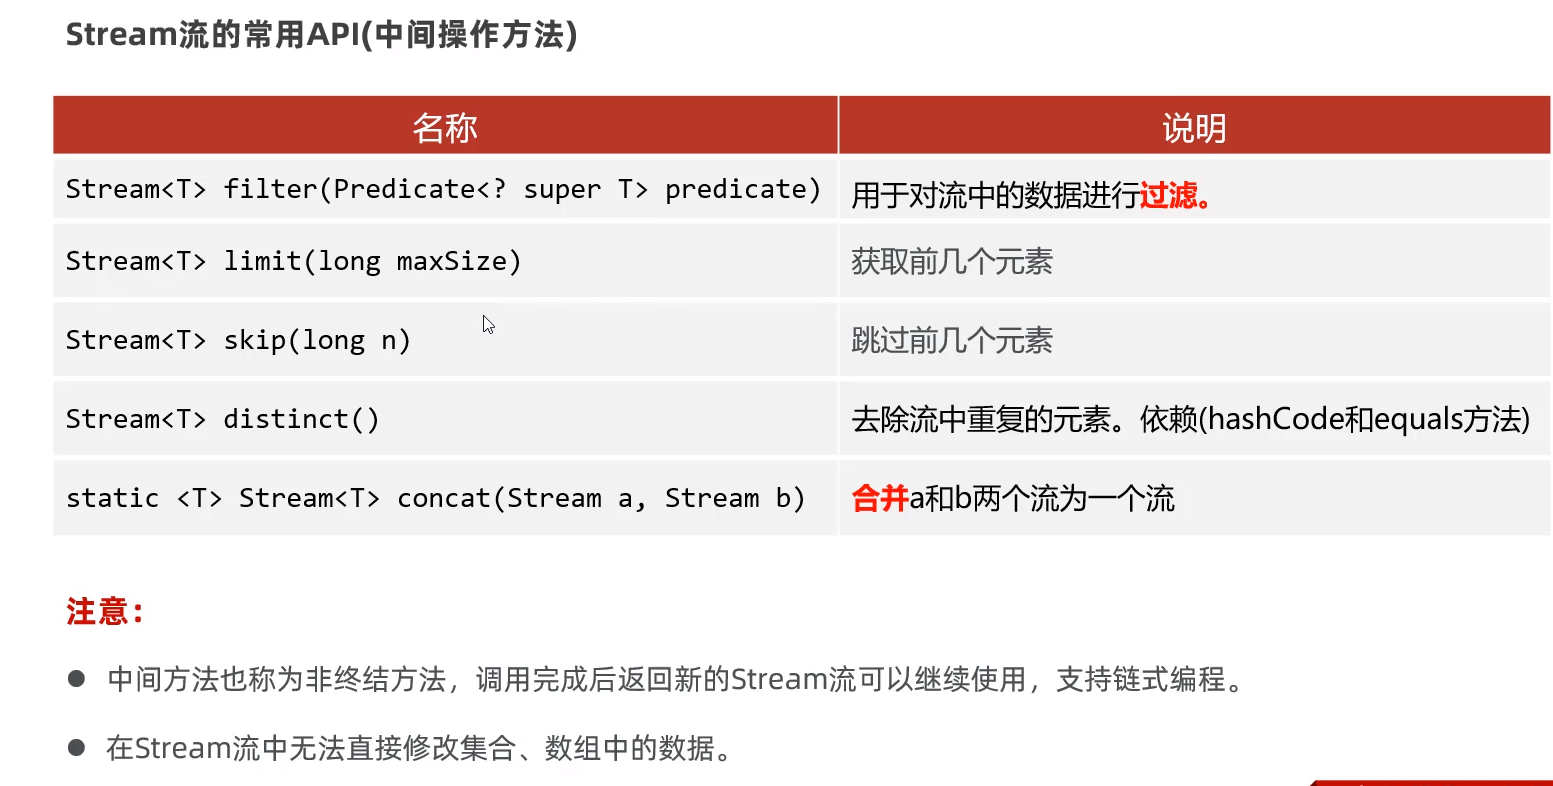 Stream流的常用API(中间操作方法)
名称 说明
Stream<T> filter(Predicate<? super T> predicate) 用于对流中的数据进行过滤。
Stream<T> limit(long maxSize) 获取前几个元素
Stream<T> skip(long n) 跳过前几个元素
Stream<T> distinct() 去除流中重复的元素。依赖(hashCode和equals方法)
static <T> Stream<T> concat(Stream a, Stream b) 合并a和b两个流为一个流
注意：
● 中间方法也称为非终结方法，调用完成后返回新的Stream流可以继续使用，支持链式编程。
● 在Stream流中无法直接修改集合、数组中的数据。